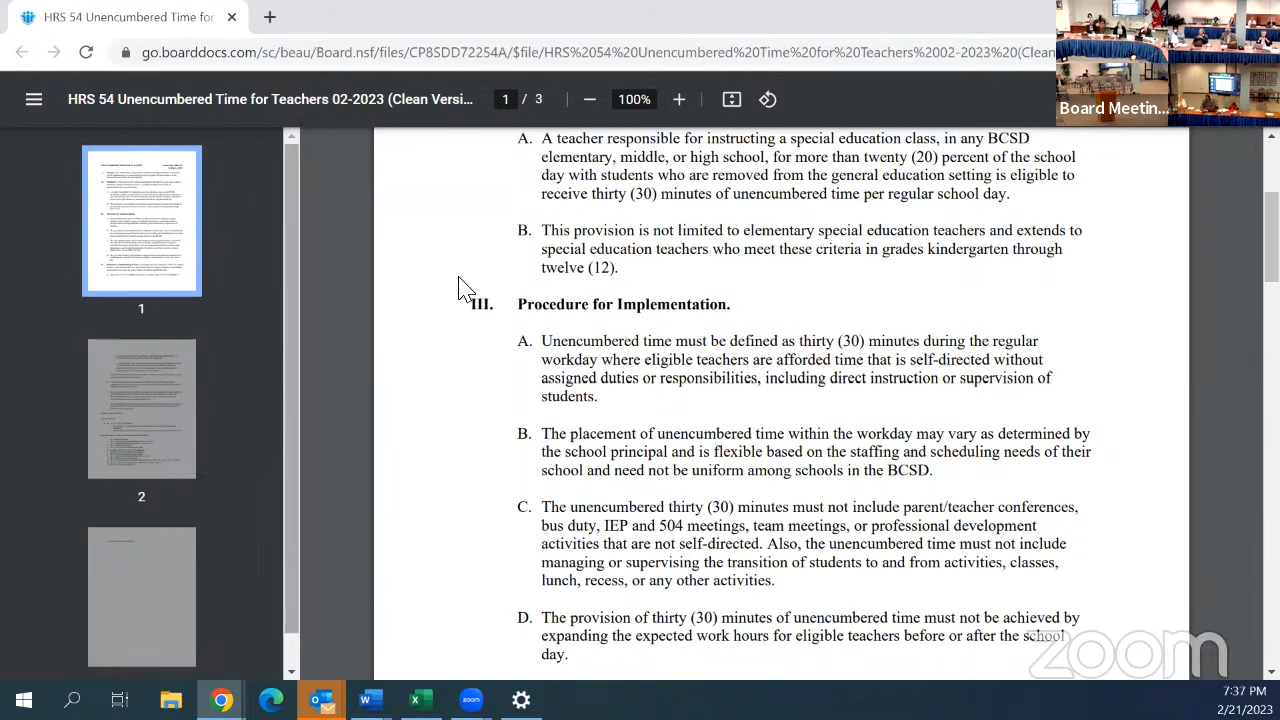 HRS 54 Unencumbered Time for
go.boarddocs.com/sc/beau/Board.nsf/files/
054%20Unencumbered%20Time%20for%20Teachers%2002-2023%20(Clean
Board Meetin...
HRS 54 Unencumbered Time for Teachers 02-2023 (Clean Versi...
1 / 3
100%
A. A teacher responsible for instructing a special education class, in any BCSD
elementary, middle, or high school, for more than twenty (20) percent of the school
day with students who are removed from the general education setting is eligible to
receive thirty (30) minutes of unencumbered time per regular school day.
B. This provision is not limited to elementary special education teachers and extends to
special education teachers who meet these criteria in grades kindergarten through
twelve (12).
III. Procedure for Implementation.
A. Unencumbered time must be defined as thirty (30) minutes during the regular
workday where eligible teachers are afforded time that is self-directed without
assigned duties or responsibilities, including direct instruction or supervision of
students.
B. The placement of unencumbered time within the workday may vary as determined by
the school principal and is flexible based on the staffing and scheduling needs of their
school and need not be uniform among schools in the BCSD.
C. The unencumbered thirty (30) minutes must not include parent/teacher conferences,
bus duty, IEP and 504 meetings, team meetings, or professional development
activities that are not self-directed. Also, the unencumbered time must not include
managing or supervising the transition of students to and from activities, classes,
lunch, recess, or any other activities.
D. The provision of thirty (30) minutes of unencumbered time must not be achieved by
expanding the expected work hours for eligible teachers before or after the school
day.
1
2
zoom
zoom
7:37 PM
2/21/2023